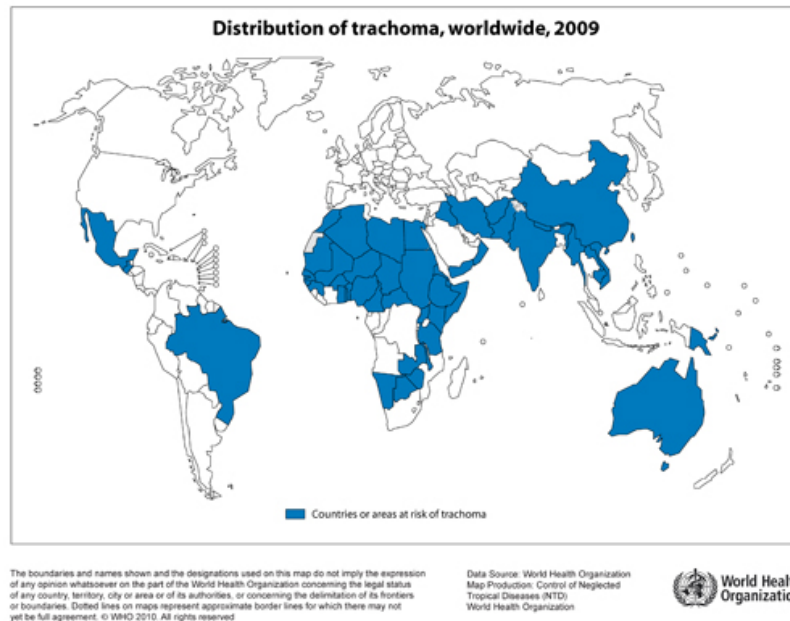 Distribution of trachoma, worldwide, 2009
Countries or areas at risk of trachoma
The boundaries and names shown and the designations used on this map do not imply the expression
of any opinion whatsoever on the part of the World Health Organization concerning the legal status
of any country, territory, city or area or of its authorities, or concerning the delimitation of its frontiers
or boundaries. Dotted lines on maps represent approximate border lines for which there may not
yet be full agreement. © WHO 2010. All rights reserved
Data Source: World Health Organization
Map Production: Control of Neglected
Tropical Diseases (NTD)
World Health Organization
World Healt
Organizatio